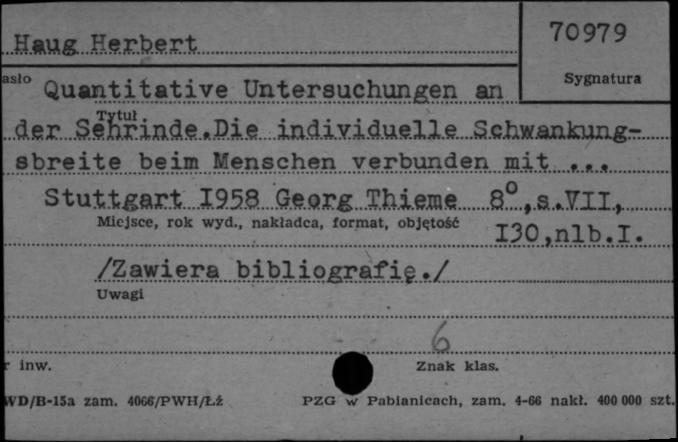 Haug Herbert
70979
asło
Sygnatura
Quantitative Untersuchungen an
Tytuł
der Sehrinde.Die individuelle Schwankung-
sbreite beim Menschen verbunden mit ...
Stuttgart I958 Georg Thieme 8°,s.VII,
Miejsce, rok wyd., nakładca, format, objętość
I30,nlb.I.
/Zawiera bibliografię./
Uwagi
6
r inw.
Znak klas.
WD/B-15a zam. 4066/PWH/Łź
PZG w Pabianicach, zam. 4-66 nakł. 400 000 szt.